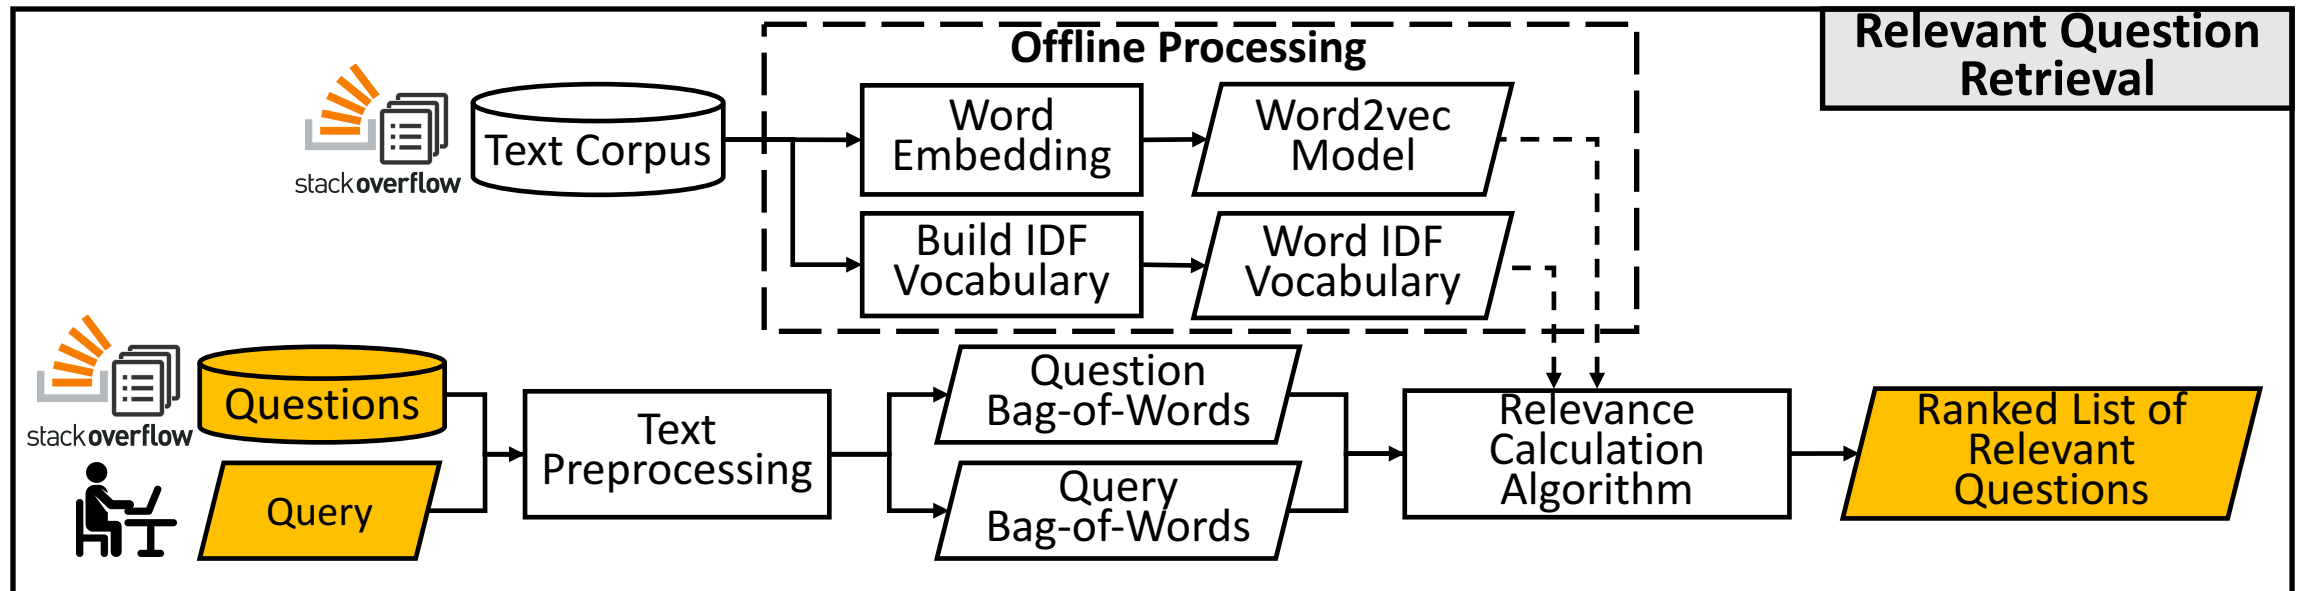 Relevant Question
Retrieval
Offline Processing
stackoverflow
Text Corpus
Word
Embedding
Word2vec
Model
Build IDF
Vocabulary
Word IDF
Vocabulary
stackoverflow
Questions
Query
Text
Preprocessing
Question
Bag-of-Words
Query
Bag-of-Words
Relevance
Calculation
Algorithm
Ranked List of
Relevant
Questions